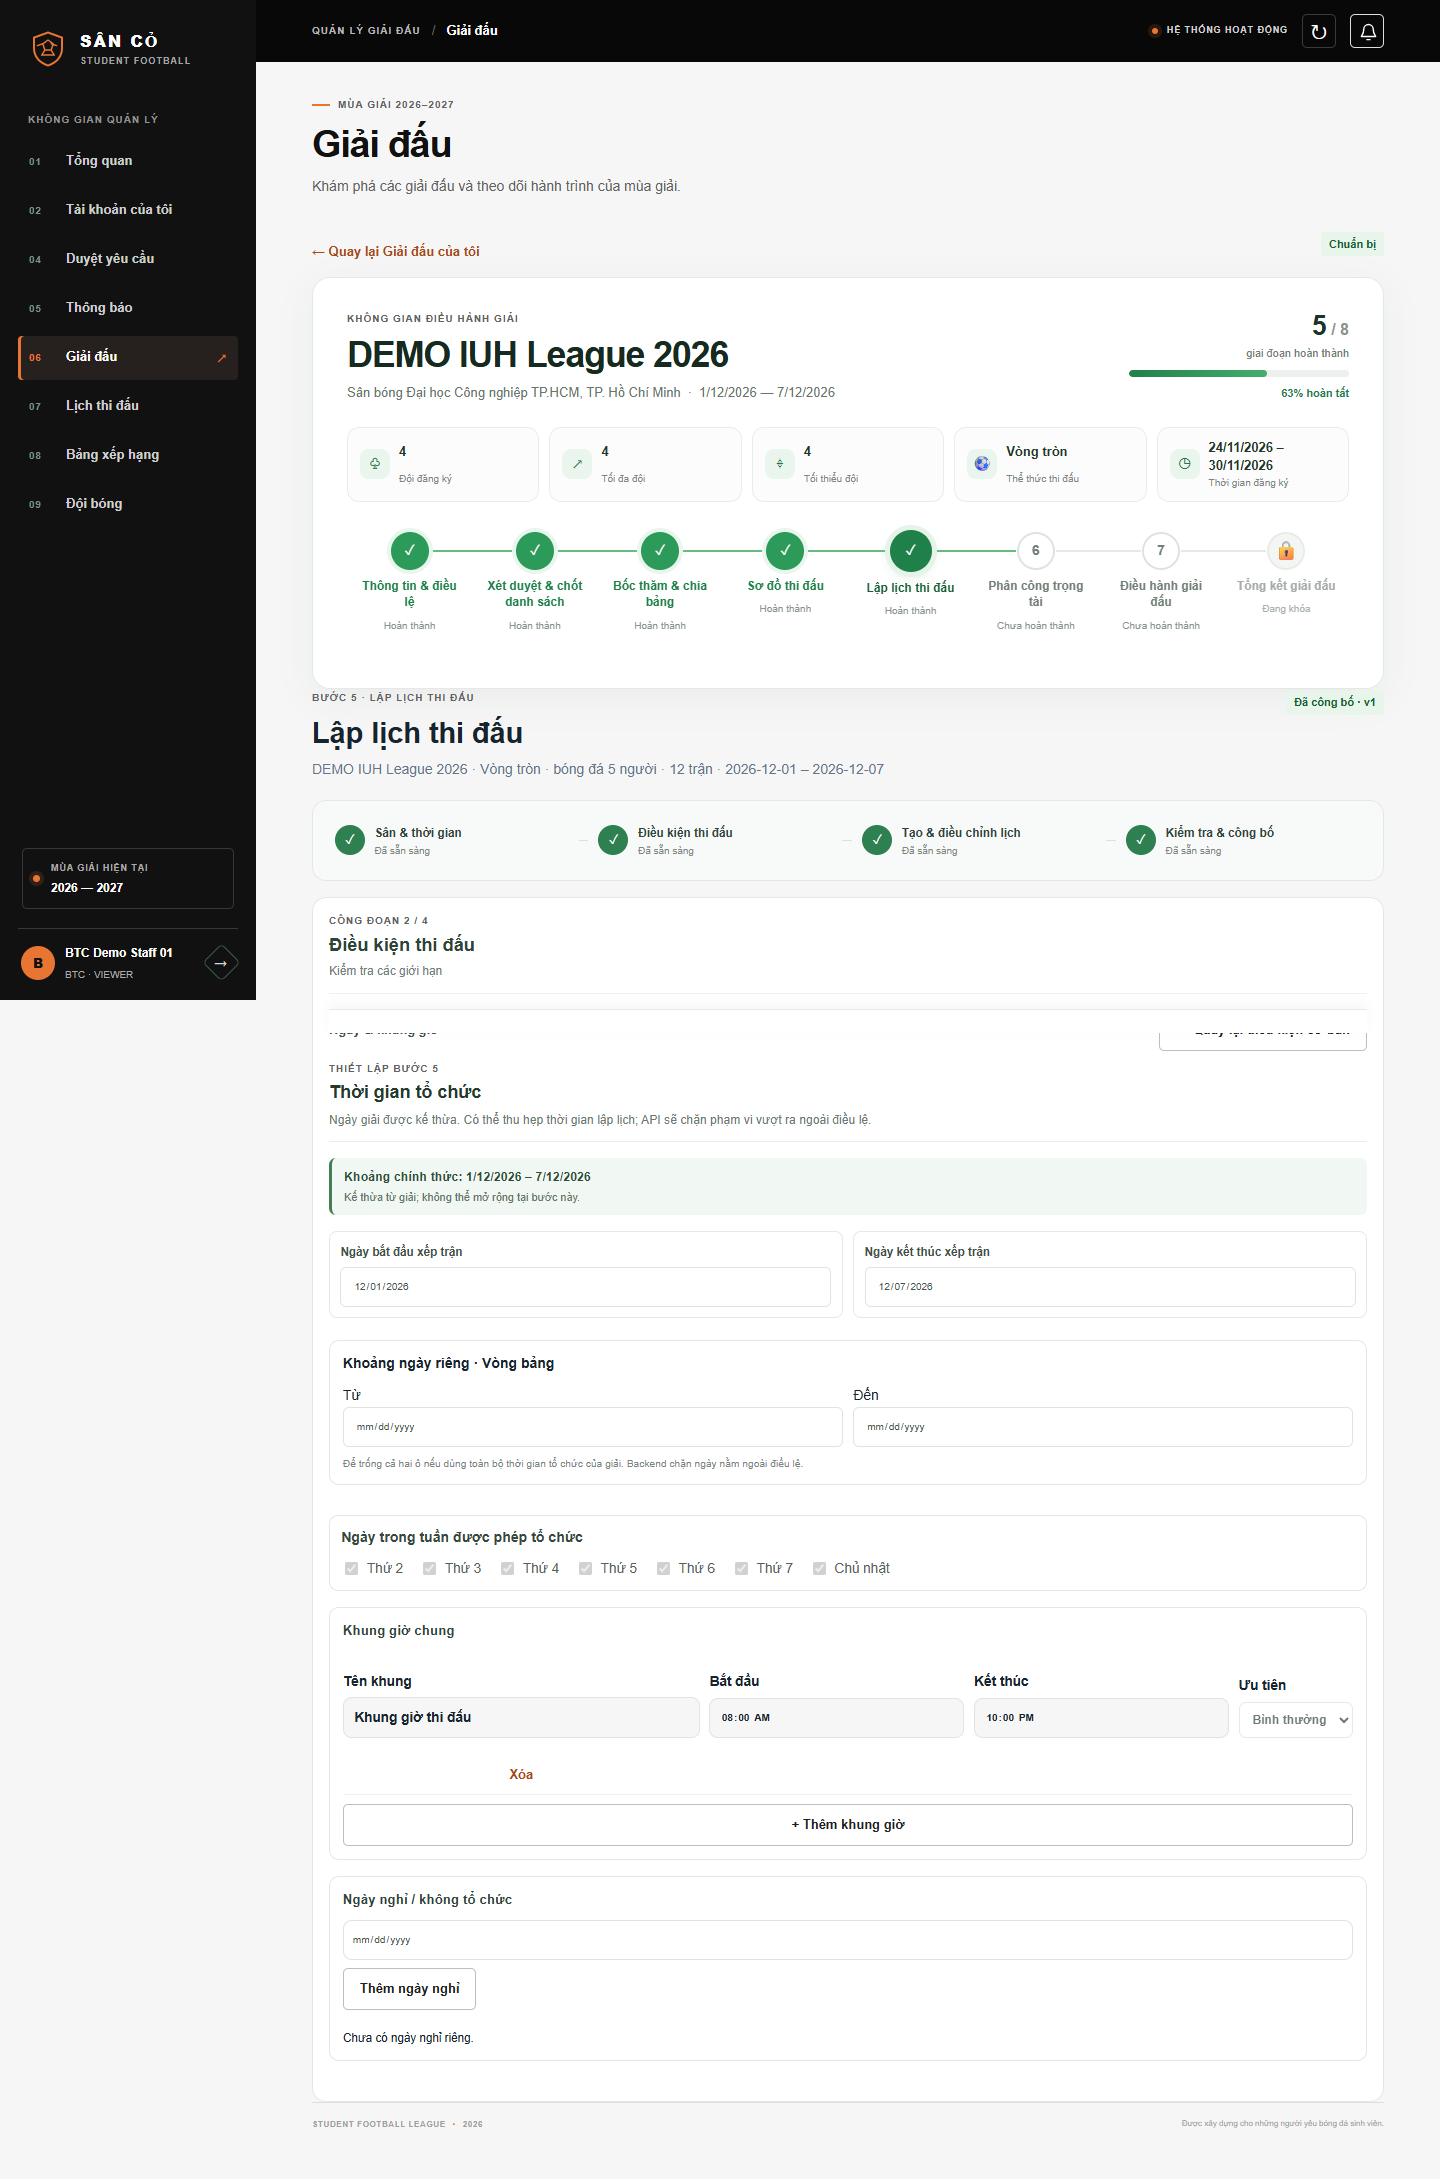 SÂN CỎ
STUDENT FOOTBALL
KHÔNG GIAN QUẢN LÝ
01 Tổng quan
02 Tài khoản của tôi
04 Duyệt yêu cầu
05 Thông báo
06 Giải đấu ↗
07 Lịch thi đấu
08 Bảng xếp hạng
09 Đội bóng
MÙA GIẢI HIỆN TẠI
2026 — 2027
B
BTC Demo Staff 01
BTC · VIEWER
→
QUẢN LÝ GIẢI ĐẤU / Giải đấu
HỆ THỐNG HOẠT ĐỘNG
↻
MÙA GIẢI 2026–2027
Giải đấu
Khám phá các giải đấu và theo dõi hành trình của mùa giải.
← Quay lại Giải đấu của tôi
Chuẩn bị
KHÔNG GIAN ĐIỀU HÀNH GIẢI
DEMO IUH League 2026
Sân bóng Đại học Công nghiệp TP.HCM, TP. Hồ Chí Minh · 1/12/2026 — 7/12/2026
5 / 8
giai đoạn hoàn thành
63% hoàn tất
4
Đội đăng ký
4
Tối đa đội
4
Tối thiểu đội
Vòng tròn
Thể thức thi đấu
24/11/2026 –
30/11/2026
Thời gian đăng ký
✓ Thông tin & điều lệ
Hoàn thành
✓ Xét duyệt & chốt danh sách
Hoàn thành
✓ Bốc thăm & chia bảng
Hoàn thành
✓ Sơ đồ thi đấu
Hoàn thành
✓ Lập lịch thi đấu
Hoàn thành
6 Phân công trọng tài
Chưa hoàn thành
7 Điều hành giải đấu
Chưa hoàn thành
Tổng kết giải đấu
Đang khóa
BƯỚC 5 · LẬP LỊCH THI ĐẤU
Đã công bố · v1
Lập lịch thi đấu
DEMO IUH League 2026 · Vòng tròn · bóng đá 5 người · 12 trận · 2026-12-01 – 2026-12-07
✓ Sân & thời gian
Đã sẵn sàng
✓ Điều kiện thi đấu
Đã sẵn sàng
✓ Tạo & điều chỉnh lịch
Đã sẵn sàng
✓ Kiểm tra & công bố
Đã sẵn sàng
CÔNG ĐOẠN 2 / 4
Điều kiện thi đấu
Kiểm tra các giới hạn
THIẾT LẬP BƯỚC 5
Thời gian tổ chức
Ngày giải được kế thừa. Có thể thu hẹp thời gian lập lịch; API sẽ chặn phạm vi vượt ra ngoài điều lệ.
Khoảng chính thức: 1/12/2026 – 7/12/2026
Kế thừa từ giải; không thể mở rộng tại bước này.
Ngày bắt đầu xếp trận
12/01/2026
Ngày kết thúc xếp trận
12/07/2026
Khoảng ngày riêng · Vòng bảng
Từ
mm/dd/yyyy
Đến
mm/dd/yyyy
Để trống cả hai ô nếu dùng toàn bộ thời gian tổ chức của giải. Backend chặn ngày nằm ngoài điều lệ.
Ngày trong tuần được phép tổ chức
Thứ 2 Thứ 3 Thứ 4 Thứ 5 Thứ 6 Thứ 7 Chủ nhật
Khung giờ chung
Tên khung
Khung giờ thi đấu
Bắt đầu
08:00 AM
Kết thúc
10:00 PM
Ưu tiên
Bình thường
Xóa
+ Thêm khung giờ
Ngày nghỉ / không tổ chức
mm/dd/yyyy
Thêm ngày nghỉ
Chưa có ngày nghỉ riêng.
STUDENT FOOTBALL LEAGUE · 2026
Được xây dựng cho những người yêu bóng đá sinh viên.